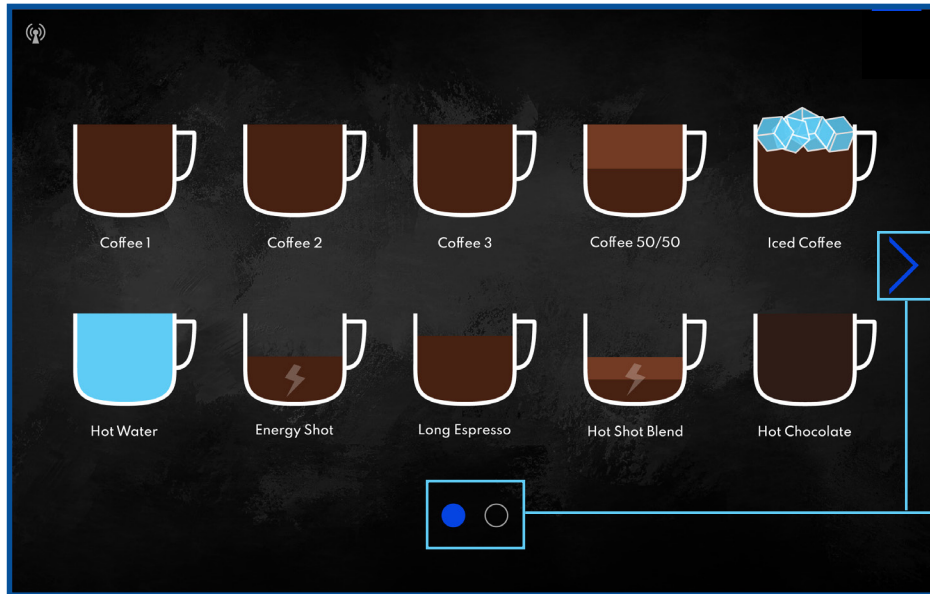 Coffee 1
Coffee 2
Coffee 3
Coffee 50/50
Iced Coffee
Hot Water
Energy Shot
Long Espresso
Hot Shot Blend
Hot Chocolate